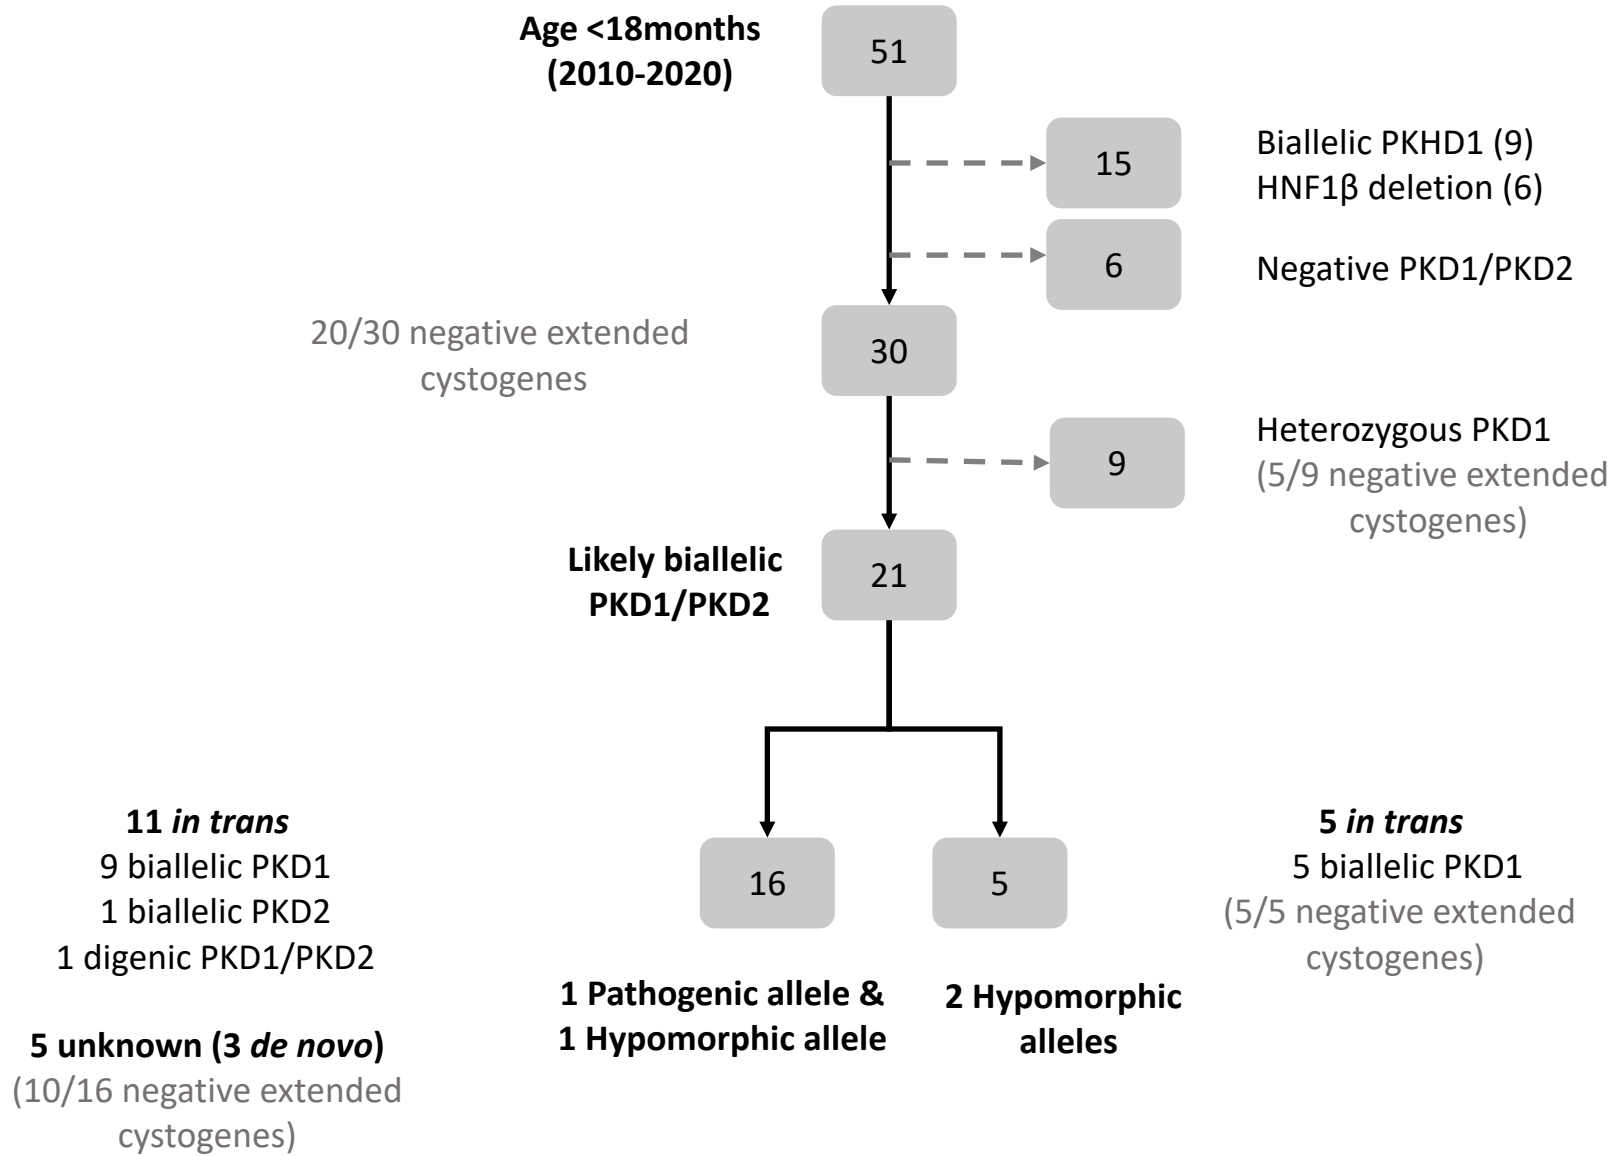 Age <18months
(2010-2020)
51
15
Biallelic PKHD1 (9)
HNF1β deletion (6)
6
Negative PKD1/PKD2
20/30 negative extended
cystogenes
30
9
Heterozygous PKD1
(5/9 negative extended
cystogenes)
Likely biallelic
PKD1/PKD2
21
11 in trans
9 biallelic PKD1
1 biallelic PKD2
1 digenic PKD1/PKD2
5 unknown (3 de novo)
(10/16 negative extended
cystogenes)
16
1 Pathogenic allele &
1 Hypomorphic allele
5
2 Hypomorphic
alleles
5 in trans
5 biallelic PKD1
(5/5 negative extended
cystogenes)